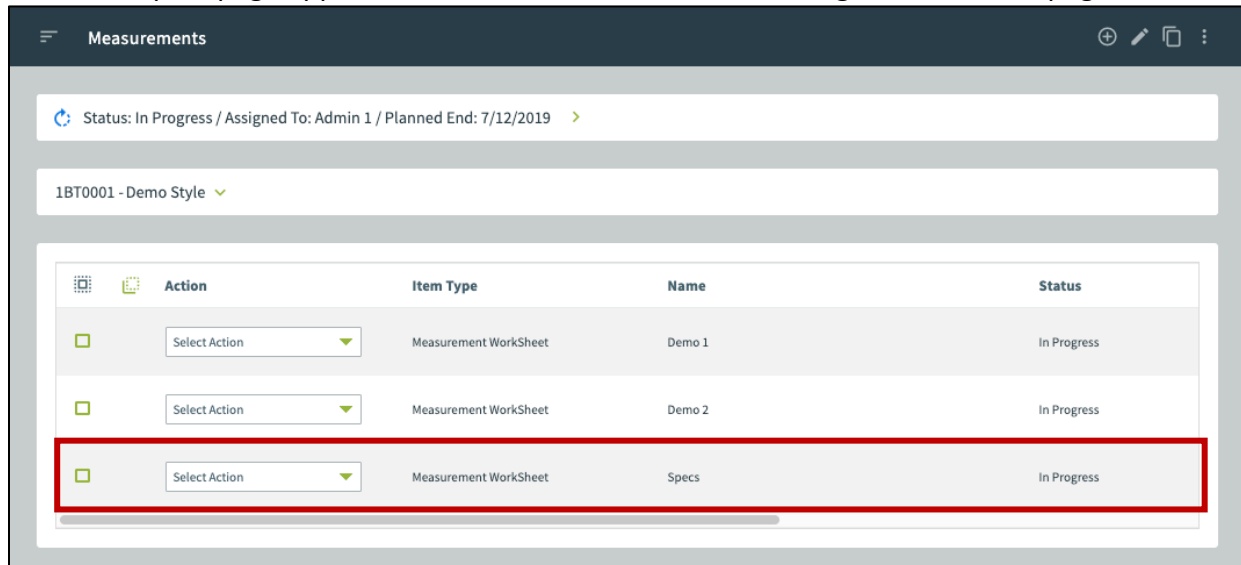 Measurements
Status: In Progress / Assigned To: Admin 1 / Planned End: 7/12/2019
1BT0001 - Demo Style
Action Item Type Name Status
Select Action Measurement WorkSheet Demo 1 In Progress
Select Action Measurement WorkSheet Demo 2 In Progress
Select Action Measurement WorkSheet Specs In Progress